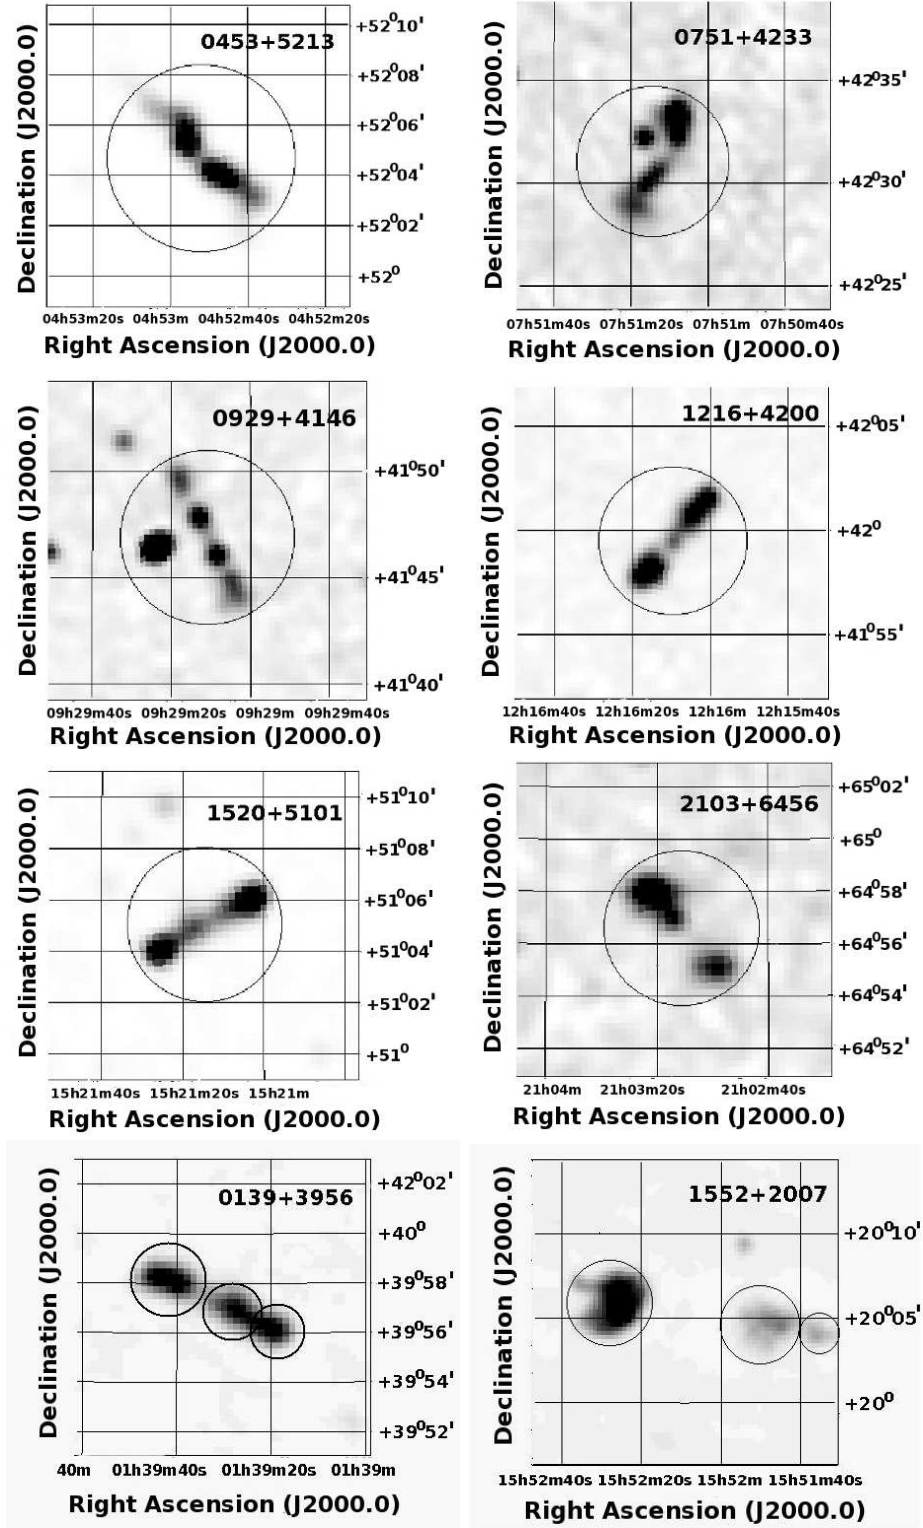 0453+5213
+52⁰10'
+52⁰08'
+52⁰06'
+52⁰04'
+52⁰02'
+52⁰
Declination (J2000.0)
04h53m20s 04h53m 04h52m40s 04h52m20s
Right Ascension (J2000.0)
0751+4233
+42⁰35'
+42⁰30'
+42⁰25'
Declination (J2000.0)
07h51m40s 07h51m20s 07h51m 07h50m40s
Right Ascension (J2000.0)
0929+4146
+41⁰50'
+41⁰45'
+41⁰40'
Declination (J2000.0)
09h29m40s 09h29m20s 09h29m 09h29m40s
Right Ascension (J2000.0)
1216+4200
+42⁰05'
+42⁰
+41⁰55'
Declination (J2000.0)
12h16m40s 12h16m20s 12h16m 12h15m40s
Right Ascension (J2000.0)
1520+5101
+51⁰10'
+51⁰08'
+51⁰06'
+51⁰04'
+51⁰02'
+51⁰
Declination (J2000.0)
15h21m40s 15h21m20s 15h21m
Right Ascension (J2000.0)
2103+6456
+65⁰02'
+65⁰
+64⁰58'
+64⁰56'
+64⁰54'
+64⁰52'
Declination (J2000.0)
21h04m 21h03m20s 21h02m40s
Right Ascension (J2000.0)
0139+3956
+42⁰02'
+40⁰
+39⁰58'
+39⁰56'
+39⁰54'
+39⁰52'
Declination (J2000.0)
40m 01h39m40s 01h39m20s 01h39m
Right Ascension (J2000.0)
1552+2007
+20⁰10'
+20⁰05'
+20⁰
Declination (J2000.0)
15h52m40s 15h52m20s 15h52m 15h51m40s
Right Ascension (J2000.0)